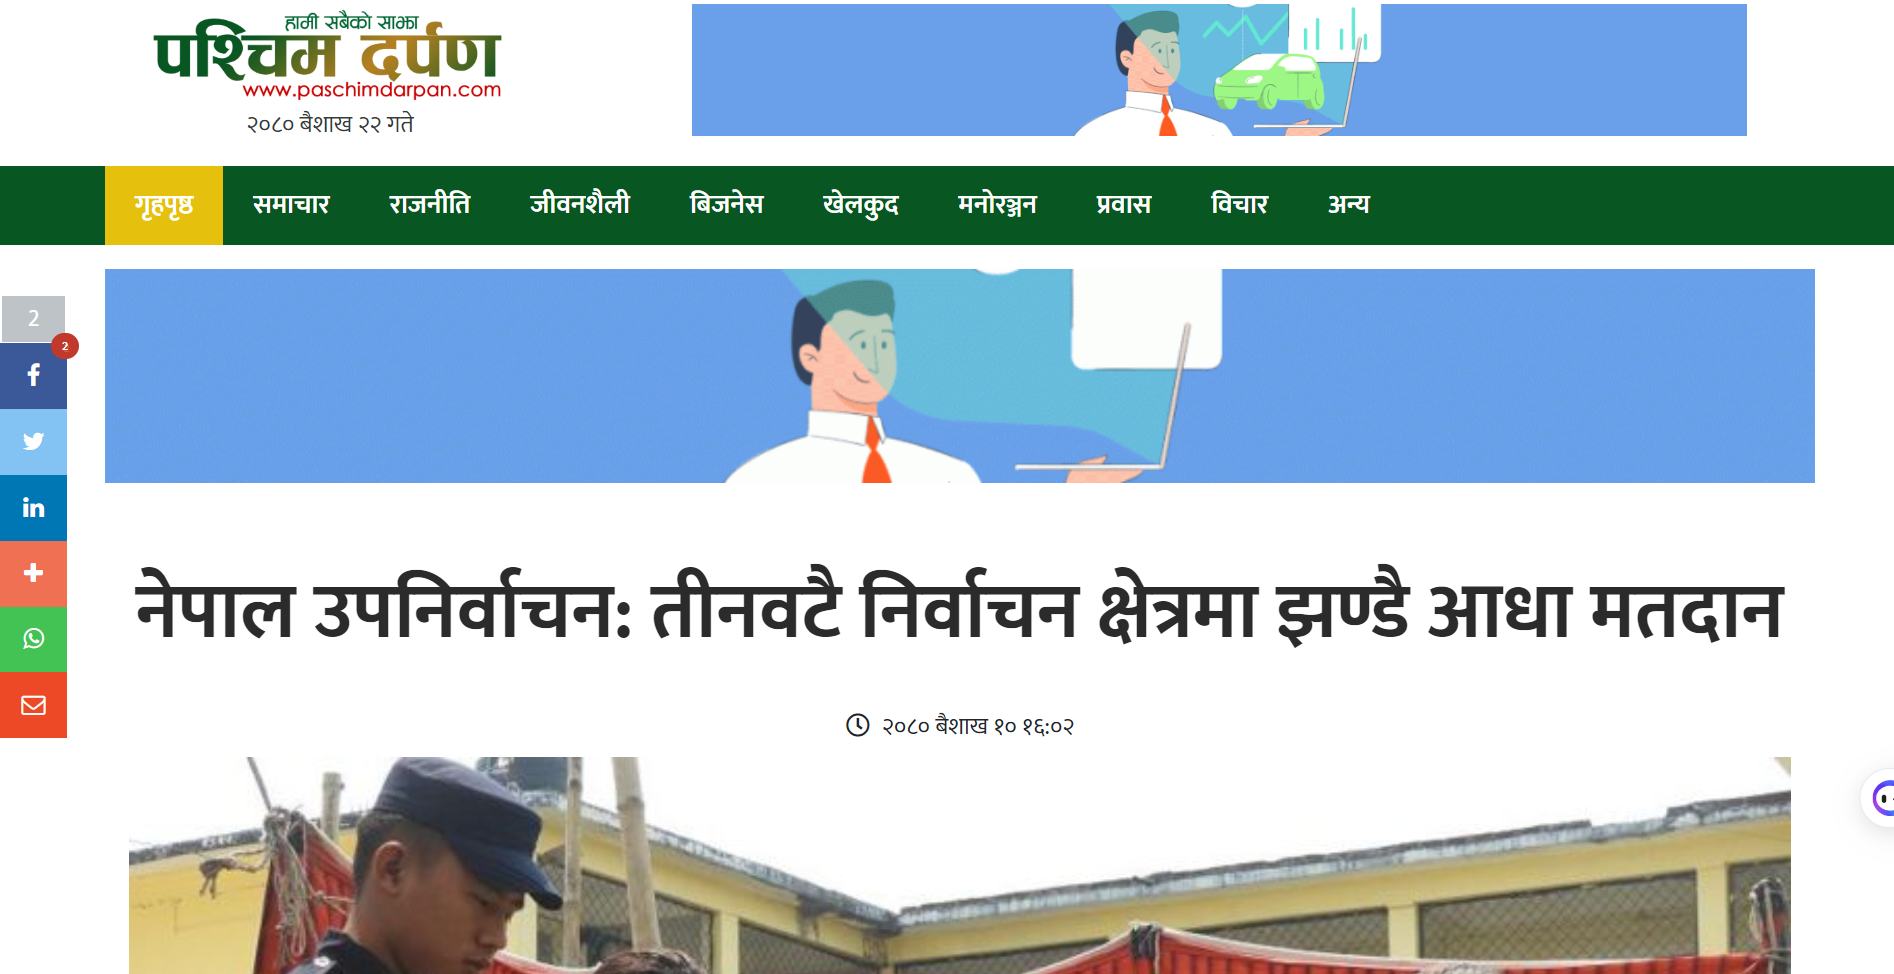 हामी सबैको साझा
पश्चिम दर्पण
www.paschimdarpan.com
२०८० बैशाख २२ गते
गृहपृष्ठ समाचार राजनीति जीवनशैली बिजनेस खेलकुद मनोरञ्जन प्रवास विचार अन्य
2
2
नेपाल उपनिर्वाचन: तीनवटै निर्वाचन क्षेत्रमा झण्डै आधा मतदान
२०८० बैशाख १० १६:०२